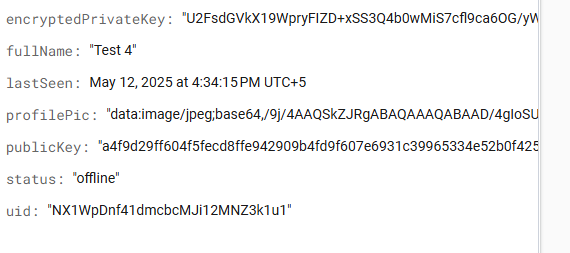 encryptedPrivateKey: "U2FsdGVkX19WpryFIZD+xSS3Q4b0wMiS7cfl9ca6OG/yW
fullName: "Test 4"
lastSeen: May 12, 2025 at 4:34:15 PM UTC+5
profilePic: "data:image/jpeg;base64,/9j/4AAQSkZJRgABAQAAAQABAAD/4gIoSU
publicKey: "a4f9d29ff604f5fecd8ffe942909b4fd9f607e6931c39965334e52b0f425
status: "offline"
uid: "NX1WpDnf41dmcbcMJi12MNZ3k1u1"